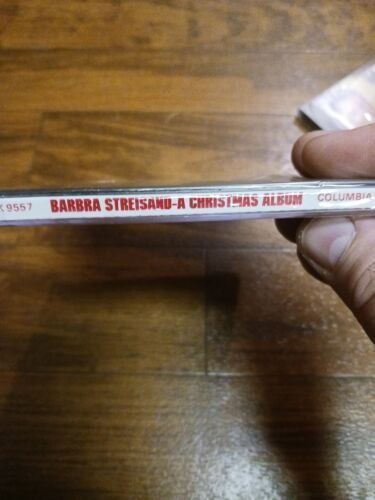 K 9557 BARBRA STREISAND-A CHRISTMAS ALBUM COLUMBIA